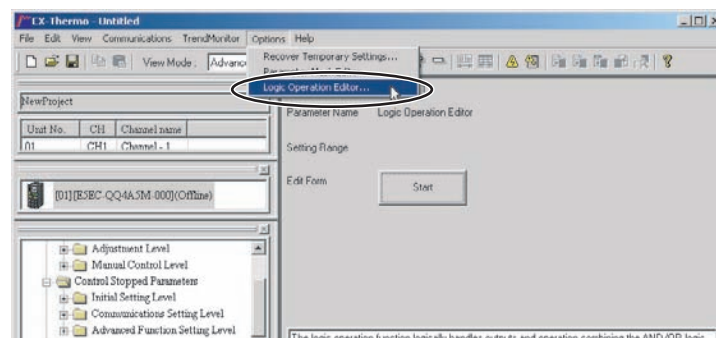 CX-Thermo - Untitled
File Edit View Communications TrendMonitor Options Help
View Mode: Advanc
Recover Temporary Settings...
Logic Operation Editor...
NewProject
Unit No. CH Channel name
01 CH1 Channel - 1
[01][E5EC-QQ4A5M-000](Offline)
Adjustment Level
Manual Control Level
Control Stopped Parameters
Initial Setting Level
Communications Setting Level
Advanced Function Setting Level
Parameter Name Logic Operation Editor
Setting Range
Edit Form Start
The logic operation function logically handles outputs and operation combining the AND/OR logic